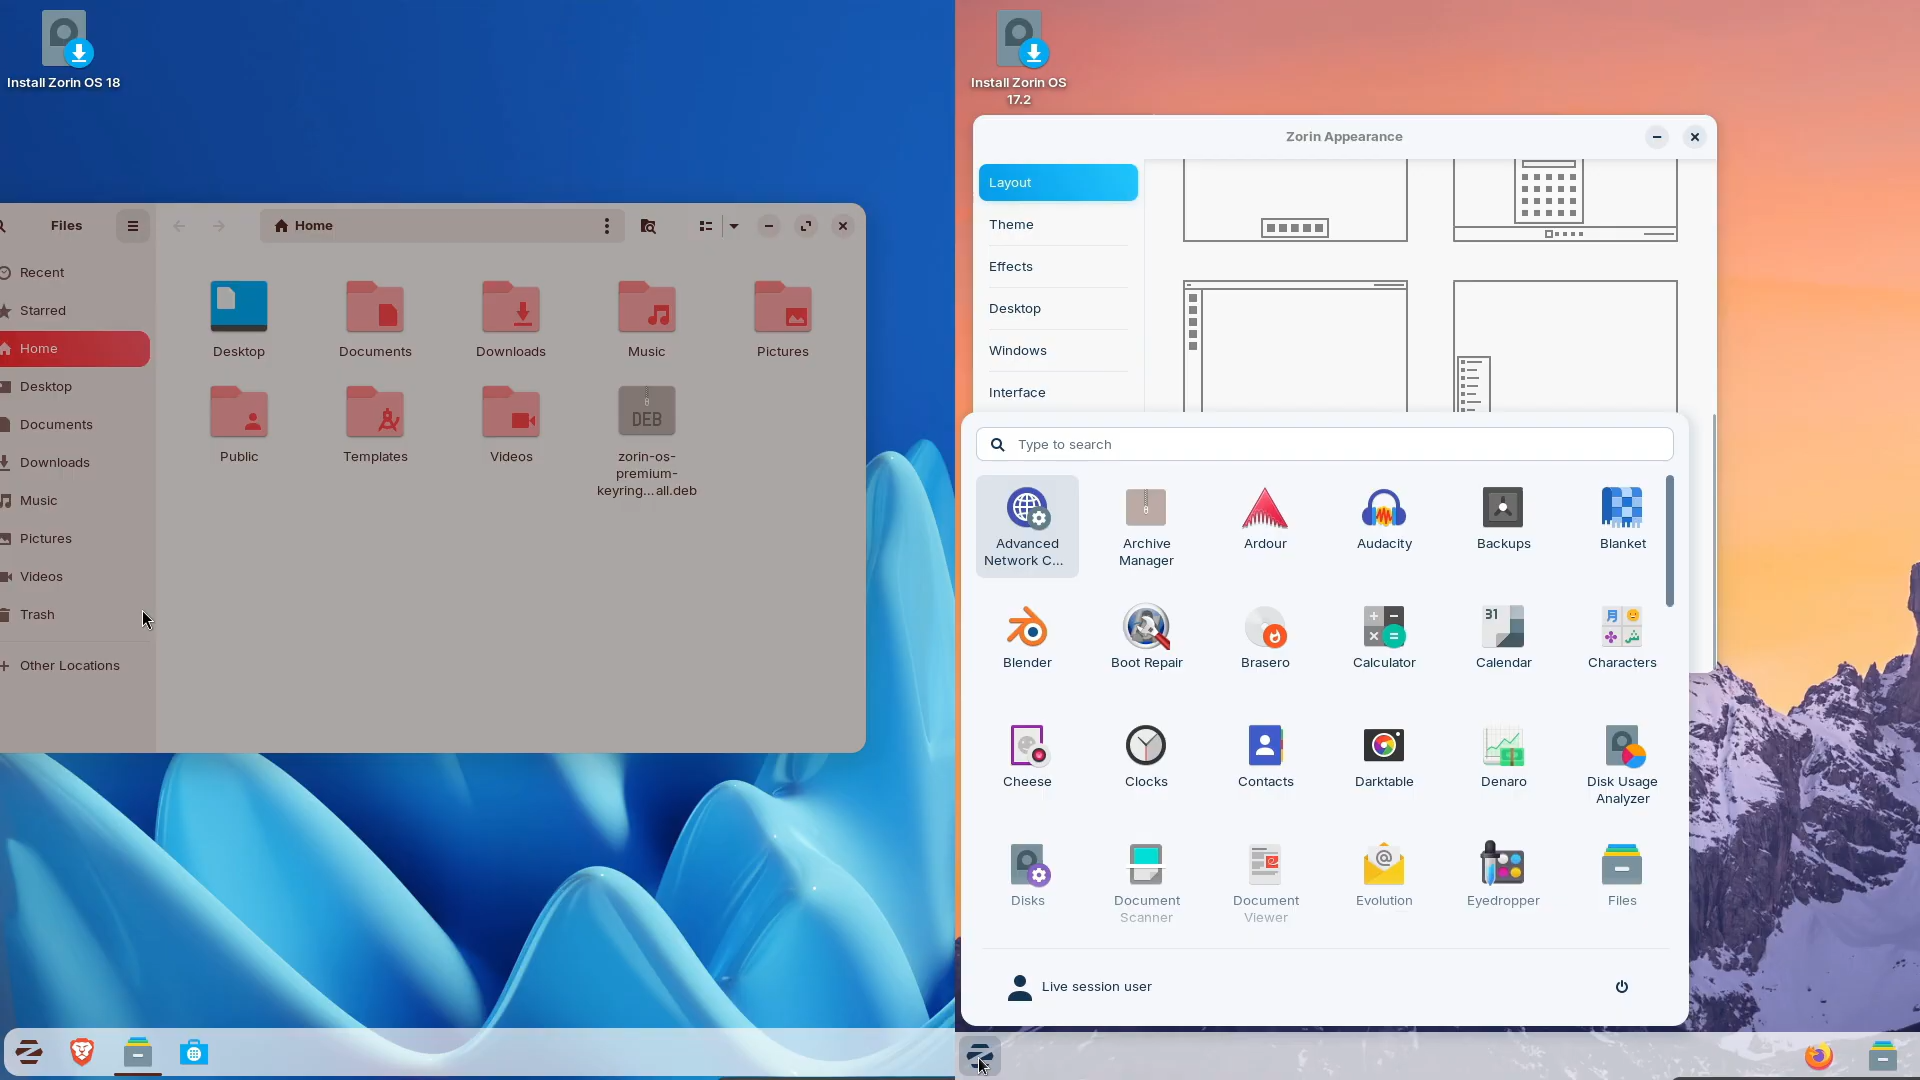 Install Zorin OS 18
Files
Home
Recent
Starred
Home
Desktop
Documents
Downloads
Music
Pictures
Videos
Trash
Other Locations
Desktop
Documents
Downloads
Music
Pictures
Public
Templates
Videos
DEB
zorin-os-
premium-
keyring...all.deb
Install Zorin OS
17.2
Zorin Appearance
Layout
Theme
Effects
Desktop
Windows
Interface
Type to search
Advanced
Network C...
Archive
Manager
Ardour
Audacity
Backups
Blanket
Blender
Boot Repair
Brasero
Calculator
31
Calendar
月
ش
Characters
Cheese
Clocks
Contacts
Darktable
Denaro
Disk Usage
Analyzer
Disks
Document
Scanner
Document
Viewer
@
Evolution
Eyedropper
Files
Live session user